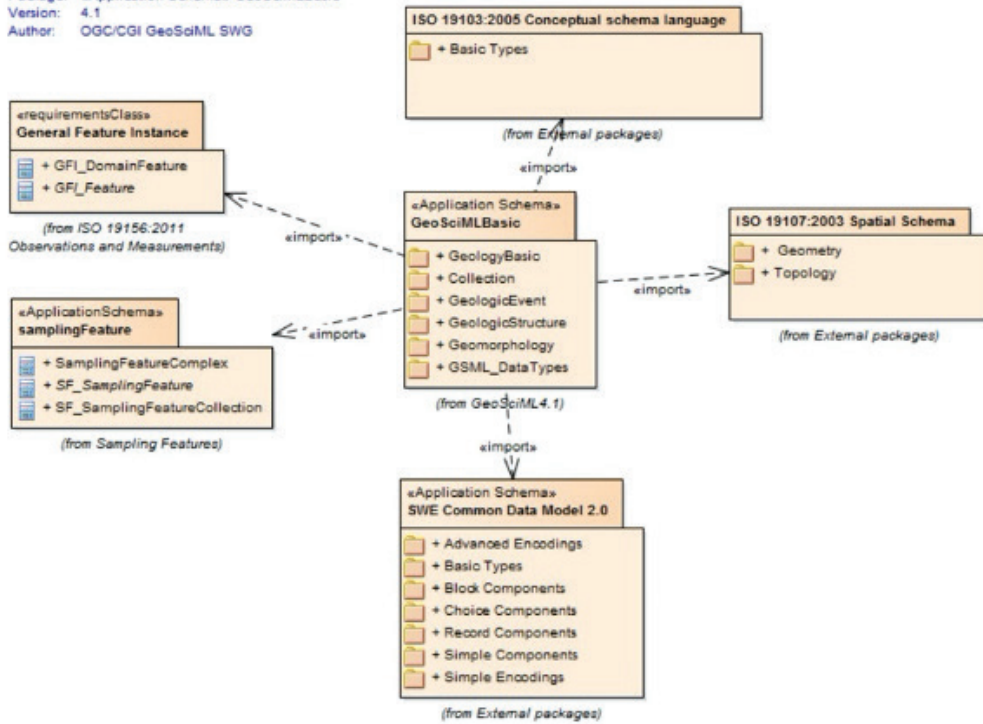 Version: 4.1
Author: OGC/CGI GeoSciML SWG
ISO 19103:2005 Conceptual schema language
+ Basic Types
(from External packages)
«import»
«requirementsClass»
General Feature Instance
+ GFI_DomainFeature
+ GFI_Feature
(from ISO 19156:2011
Observations and Measurements)
«import»
«Application Schema»
GeoSciMLBasic
+ GeologyBasic
+ Collection
+ GeologicEvent
+ GeologicStructure
+ Geomorphology
+ GSML_DataTypes
(from GeoSciML4.1)
ISO 19107:2003 Spatial Schema
+ Geometry
+ Topology
(from External packages)
«import»
«ApplicationSchema»
samplingFeature
+ SamplingFeatureComplex
+ SF_SamplingFeature
+ SF_SamplingFeatureCollection
(from Sampling Features)
«import»
«import»
«Application Schema»
SWE Common Data Model 2.0
+ Advanced Encodings
+ Basic Types
+ Block Components
+ Choice Components
+ Record Components
+ Simple Components
+ Simple Encodings
(from External packages)